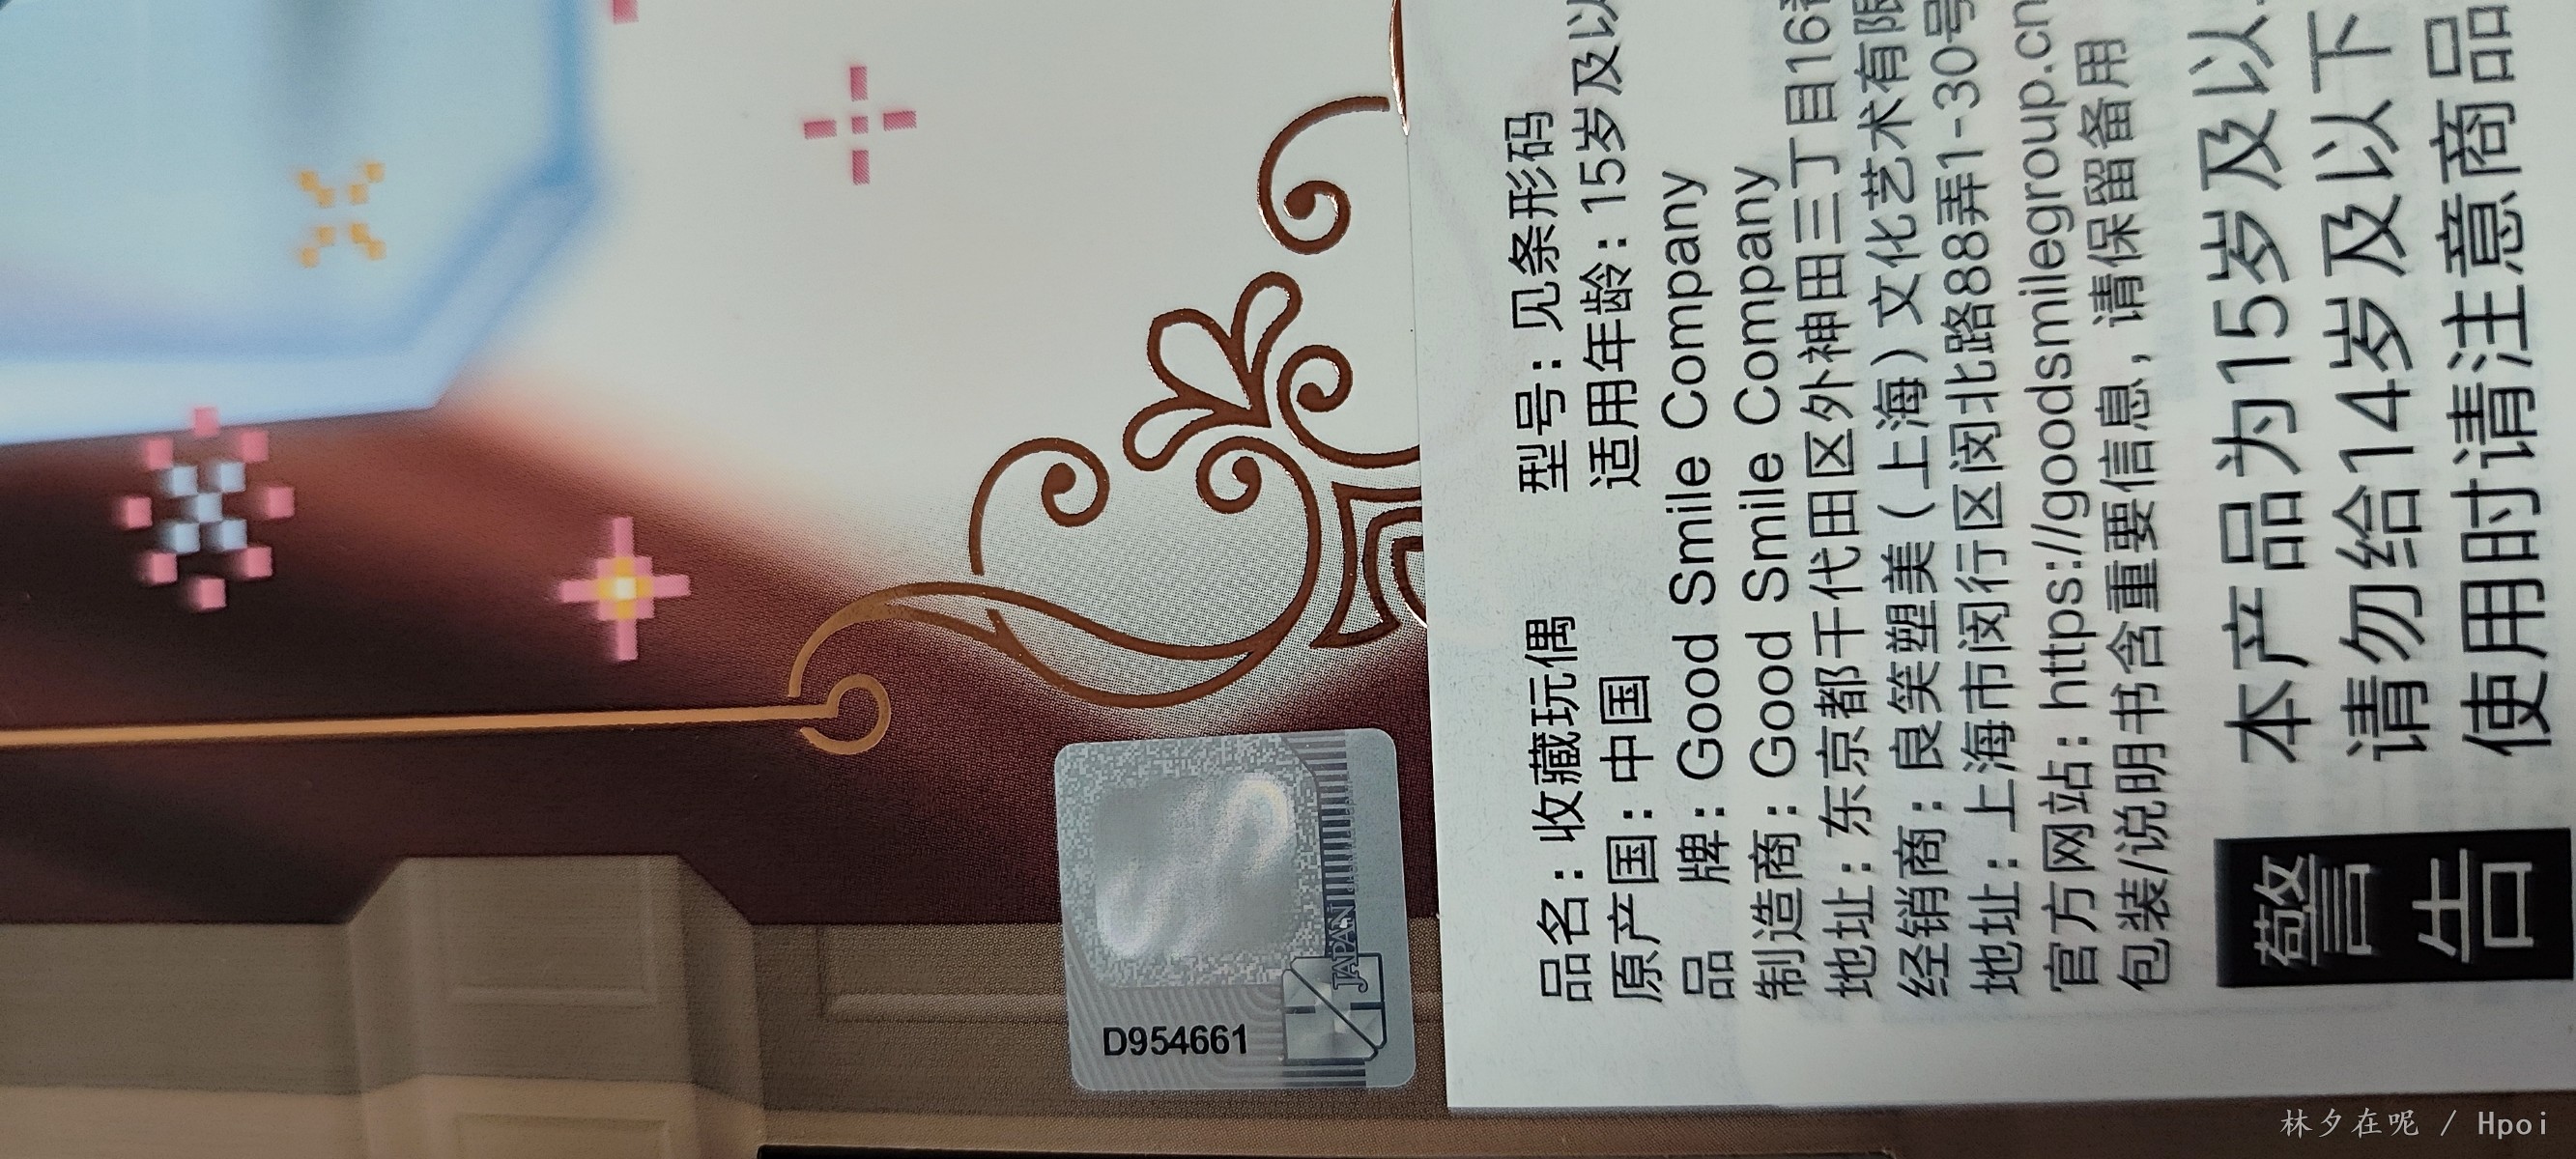 品名：收藏玩偶 型号：见条形码
原产国：中国 适用年龄：15岁及以
品 牌：Good Smile Company
制造商：Good Smile Company
地址：东京都千代田区外神田三丁目16
经销商：良笑塑美（上海）文化艺术有限
地址：上海市闵行区闵北路88弄1-30号
官方网站：https://goodsmilegroup.cn
包装/说明书含重要信息，请保留备用
警告
本产品为15岁及以
请勿给14岁及以下
使用时请注意商品
JAPAN
D954661
林夕在呢 / Hpoi